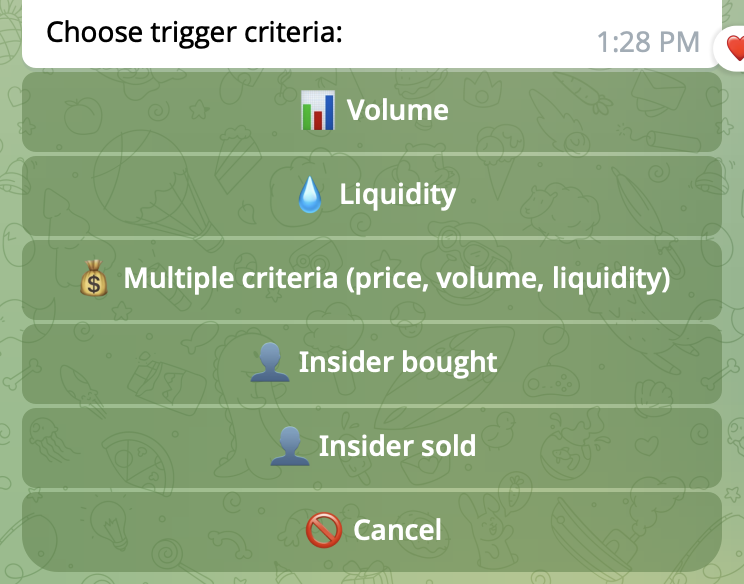 Choose trigger criteria:
1:28 PM
Volume
Liquidity
Multiple criteria (price, volume, liquidity)
Insider bought
Insider sold
Cancel